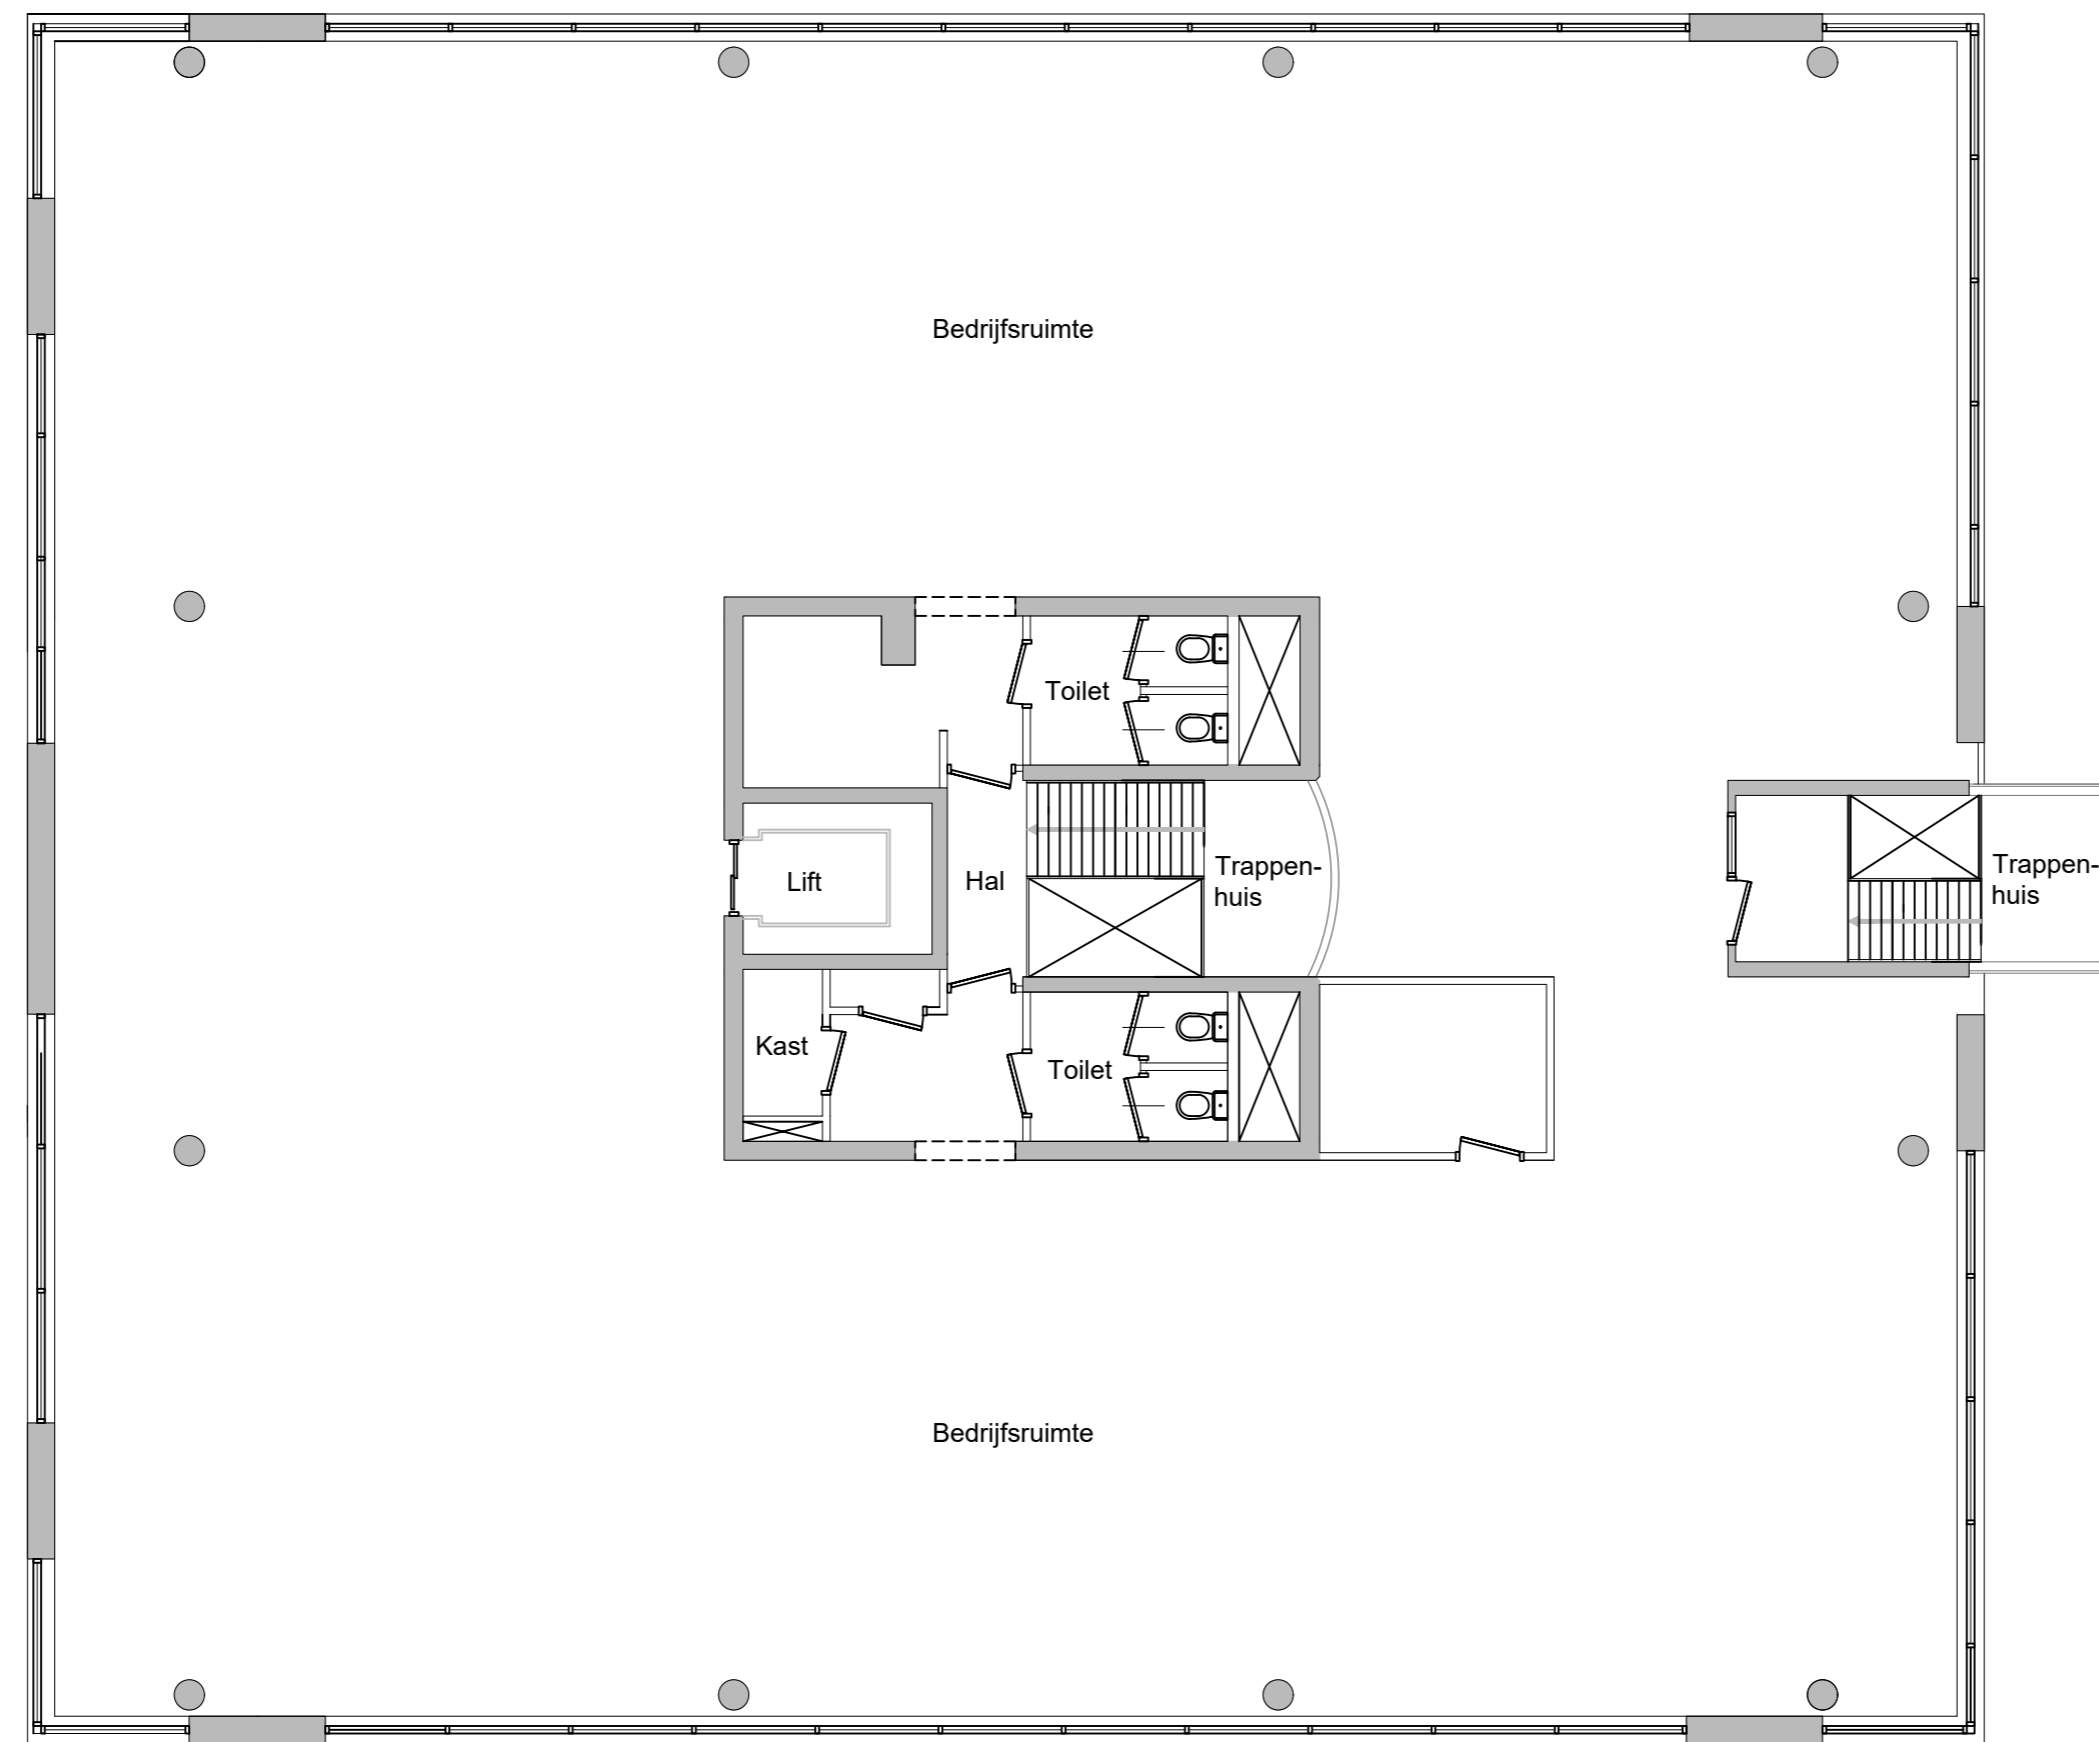 Bedrijfsruimte
Toilet
Lift
Hal
Trappen-
huis
Trappen-
huis
Kast
Toilet
Bedrijfsruimte